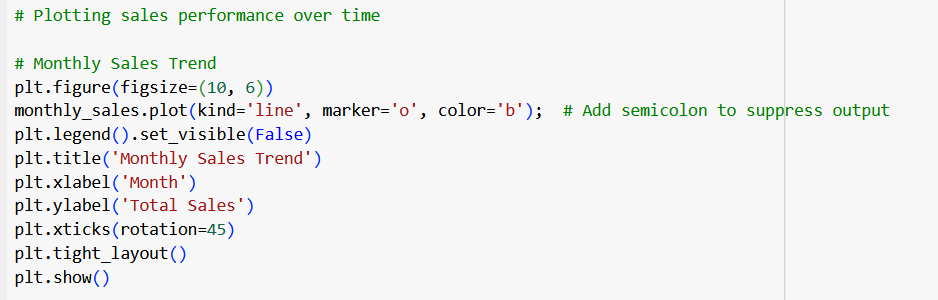 # Plotting sales performance over time
# Monthly Sales Trend
plt.figure(figsize=(10, 6))
monthly_sales.plot(kind='line', marker='o', color='b');  # Add semicolon to suppress output
plt.legend().set_visible(False)
plt.title('Monthly Sales Trend')
plt.xlabel('Month')
plt.ylabel('Total Sales')
plt.xticks(rotation=45)
plt.tight_layout()
plt.show()